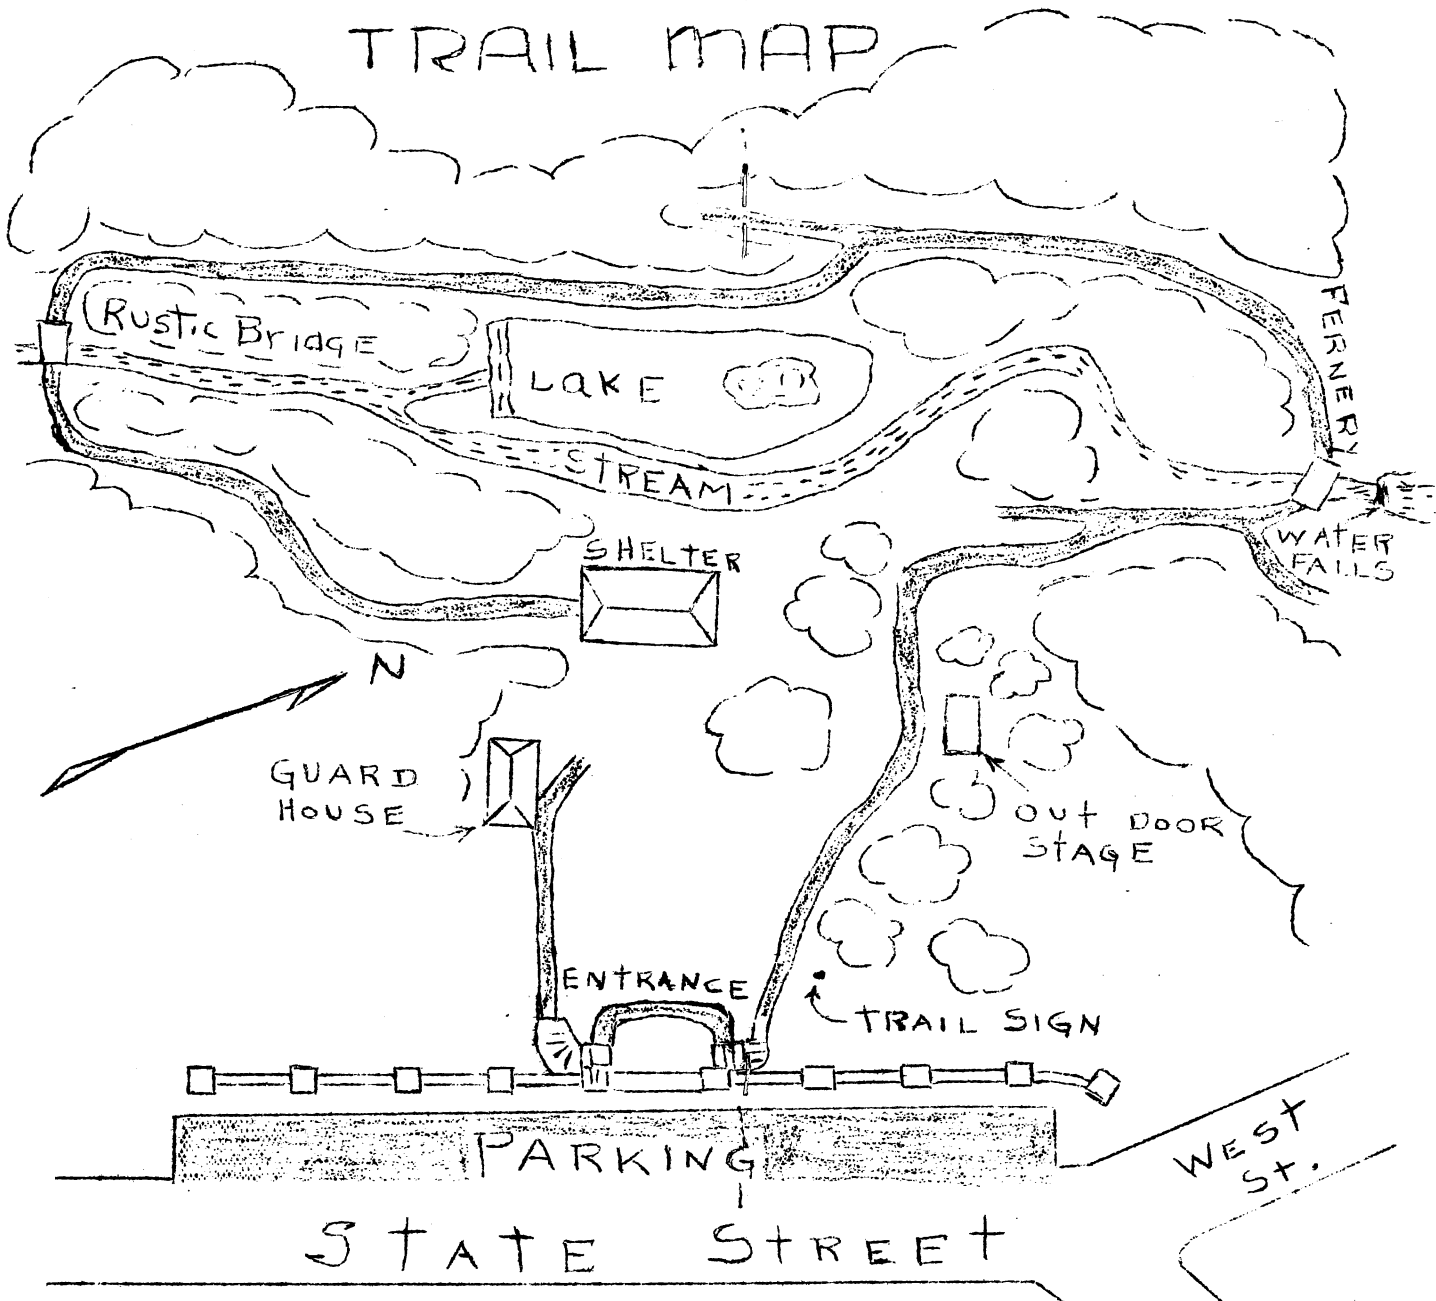 TRAIL MAP
RUSTIC BRIDGE
LAKE
FERNERY
STREAM
WATER
FALLS
SHELTER
N
GUARD
HOUSE
OUT DOOR
STAGE
ENTRANCE
TRAIL SIGN
PARKING
WEST
ST.
STATE STREET